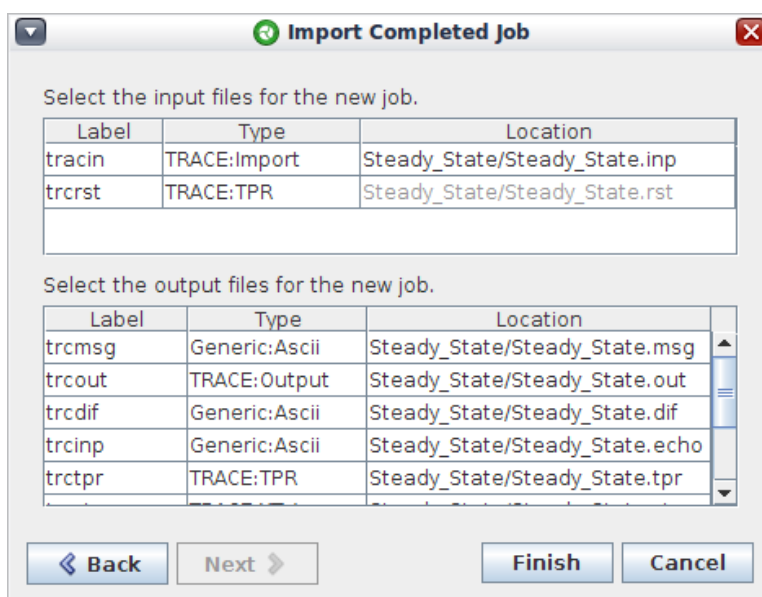 Import Completed Job
Select the input files for the new job.
Label Type Location
tracin TRACE:Import Steady_State/Steady_State.inp
trcrst TRACE:TPR Steady_State/Steady_State.rst
Select the output files for the new job.
Label Type Location
trcmsg Generic:Ascii Steady_State/Steady_State.msg
trcout TRACE:Output Steady_State/Steady_State.out
trcdif Generic:Ascii Steady_State/Steady_State.dif
trcinp Generic:Ascii Steady_State/Steady_State.echo
trctpr TRACE:TPR Steady_State/Steady_State.tpr
Back Next Finish Cancel